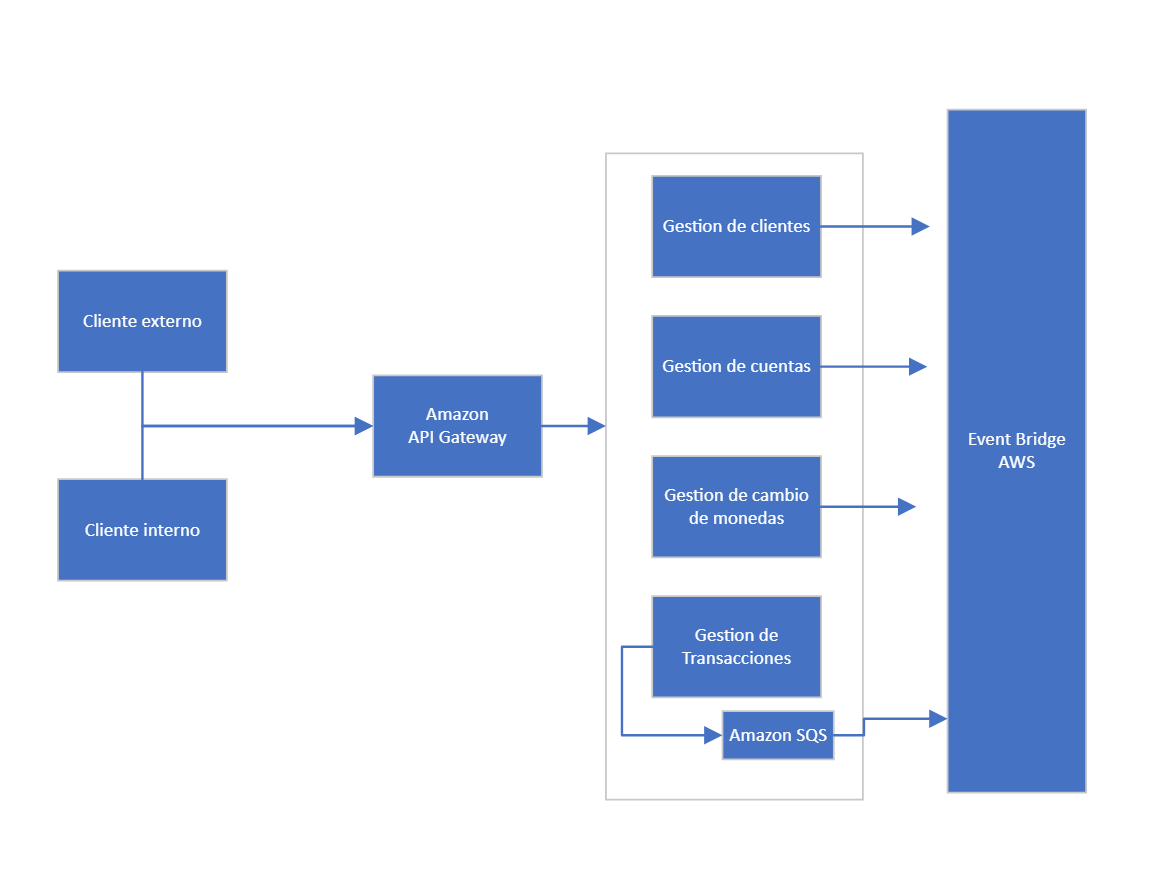 Cliente externo
Cliente interno
Amazon
API Gateway
Gestion de clientes
Gestion de cuentas
Gestion de cambio
de monedas
Gestion de
Transacciones
Amazon SQS
Event Bridge
AWS